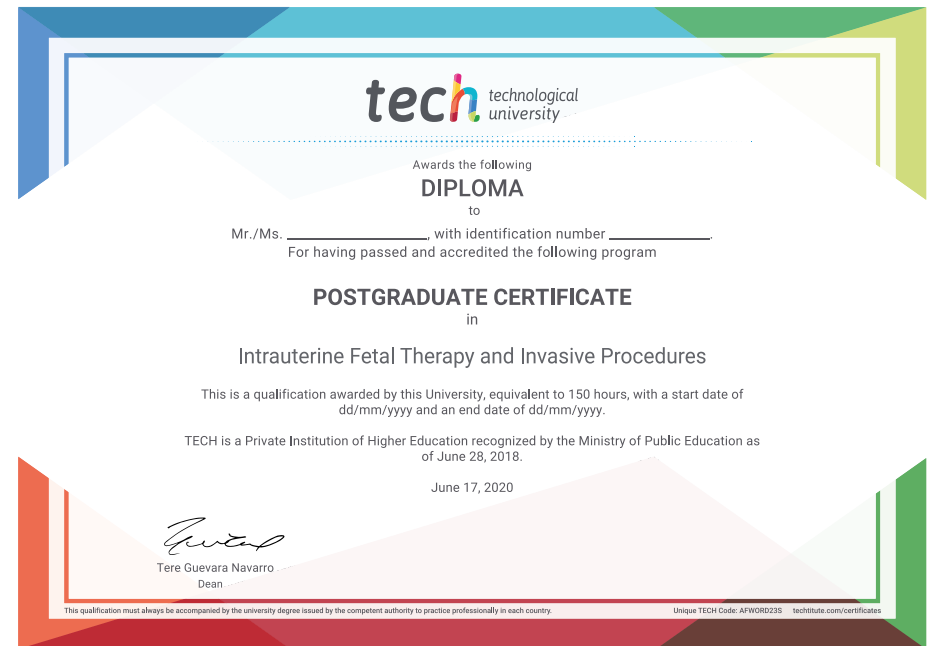 tech technological
university
Awards the following
DIPLOMA
to
Mr./Ms. ____________________, with identification number ______________.
For having passed and accredited the following program
POSTGRADUATE CERTIFICATE
in
Intrauterine Fetal Therapy and Invasive Procedures
This is a qualification awarded by this University, equivalent to 150 hours, with a start date of
dd/mm/yyyy and an end date of dd/mm/yyyy.
TECH is a Private Institution of Higher Education recognized by the Ministry of Public Education as
of June 28, 2018.
June 17, 2020
Tere Guevara Navarro
Dean
This qualification must always be accompanied by the university degree issued by the competent authority to practice professionally in each country. Unique TECH Code: AFWORD23S techtitute.com/certificates